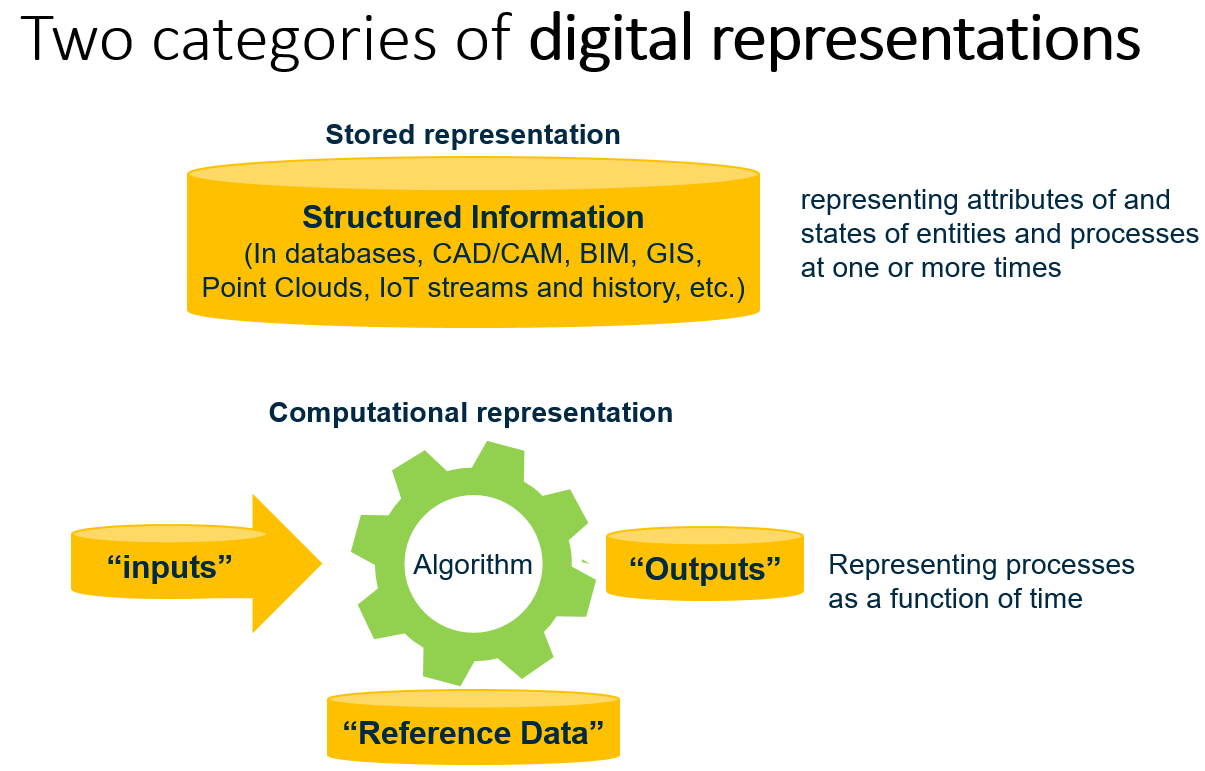 Two categories of digital representations
Stored representation
Structured Information
(In databases, CAD/CAM, BIM, GIS,
Point Clouds, IoT streams and history, etc.)
representing attributes of and
states of entities and processes
at one or more times
Computational representation
“inputs”
Algorithm
“Outputs”
Representing processes
as a function of time
“Reference Data”